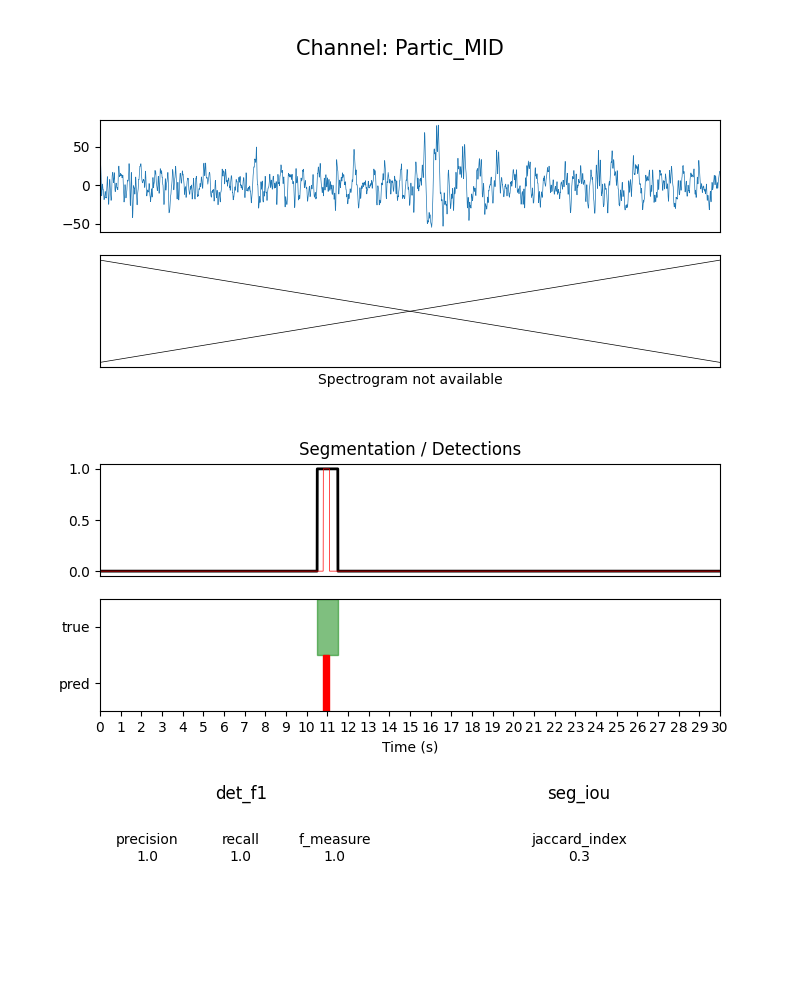 Channel: Partic_MID
50
0
−50
Spectrogram not available
Segmentation / Detections
1.0
0.5
0.0
true
pred
0 1 2 3 4 5 6 7 8 9 10 11 12 13 14 15 16 17 18 19 20 21 22 23 24 25 26 27 28 29 30
Time (s)
det_f1 seg_iou
precision recall f_measure jaccard_index
1.0 1.0 1.0 0.3